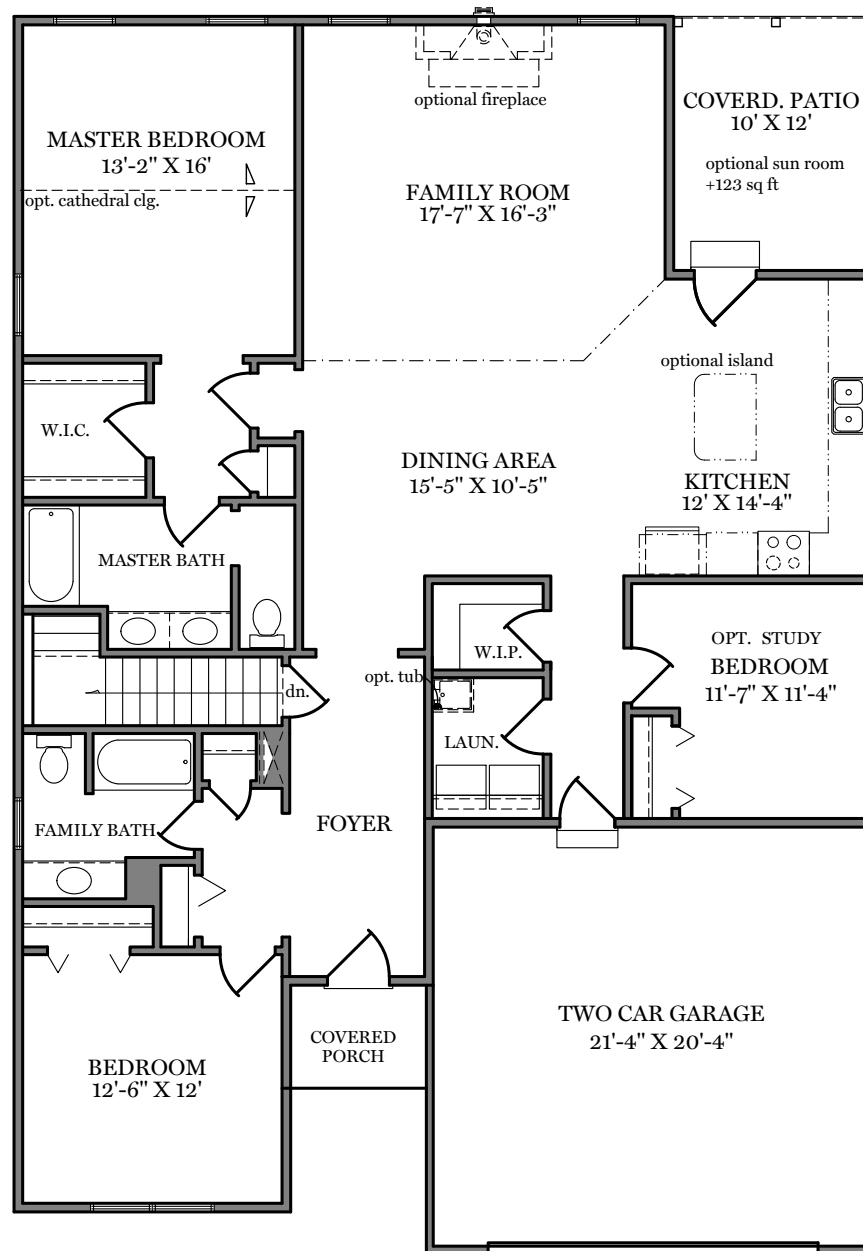 optional fireplace
COVERD. PATIO
10' X 12'
optional sun room
+123 sq ft
MASTER BEDROOM
13'-2" X 16'
opt. cathedral clg.
FAMILY ROOM
17'-7" X 16'-3"
optional island
W.I.C.
DINING AREA
15'-5" X 10'-5"
KITCHEN
12' X 14'-4"
MASTER BATH
W.I.P.
OPT. STUDY
BEDROOM
11'-7" X 11'-4"
opt. tub
dn.
LAUN.
FAMILY BATH
FOYER
TWO CAR GARAGE
21'-4" X 20'-4"
COVERED
PORCH
BEDROOM
12'-6" X 12'